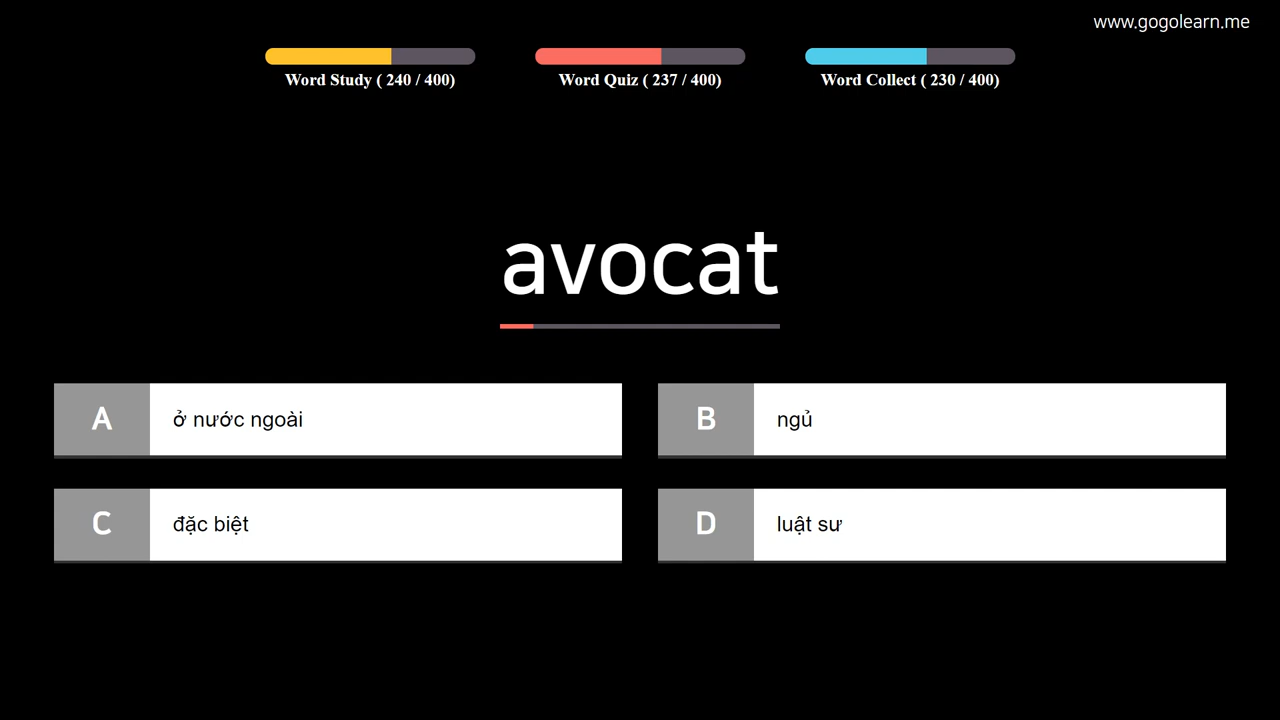 www.gogolearn.me
Word Study ( 240 / 400)
Word Quiz ( 237 / 400)
Word Collect ( 230 / 400)
avocat
A
ở nước ngoài
B
ngủ
C
đặc biệt
D
luật sư